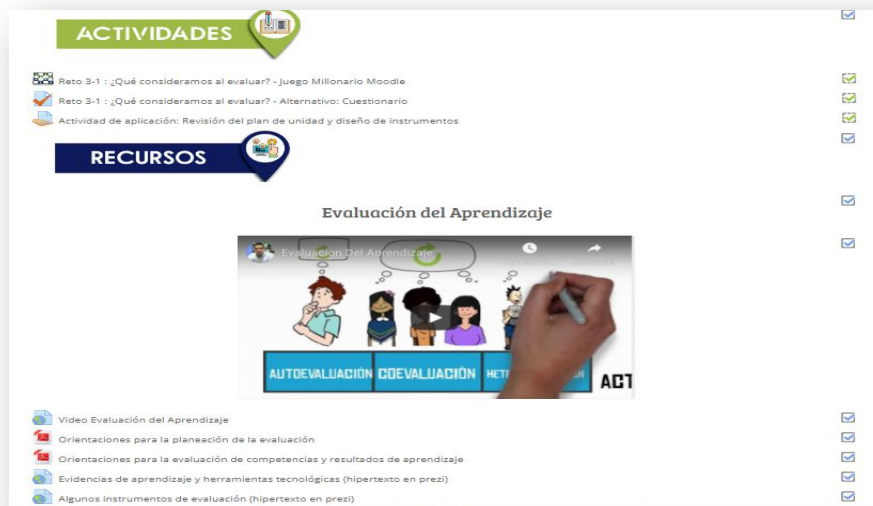 ACTIVIDADES
Reto 3-1 : ¿Qué consideramos al evaluar? - Juego Millonario Moodle
Reto 3-1 : ¿Qué consideramos al evaluar? - Alternativo: Cuestionario
Actividad de aplicación: Revisión del plan de unidad y diseño de instrumentos
RECURSOS
Evaluación del Aprendizaje
Evaluacion Del Aprendizaje
AUTOEVALUACIÓN COEVALUACIÓN HETE
ACT
Video Evaluación del Aprendizaje
Orientaciones para la planeación de la evaluación
Orientaciones para la evaluación de competencias y resultados de aprendizaje
Evidencias de aprendizaje y herramientas tecnológicas (hipertexto en prezi)
Algunos instrumentos de evaluación (hipertexto en prezi)